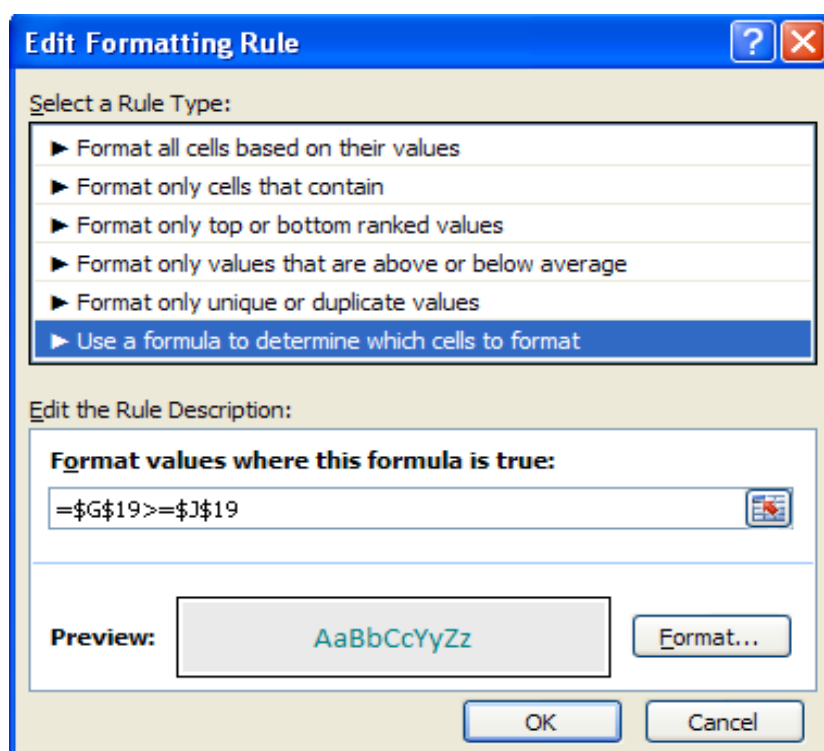 Edit Formatting Rule
Select a Rule Type:
► Format all cells based on their values
► Format only cells that contain
► Format only top or bottom ranked values
► Format only values that are above or below average
► Format only unique or duplicate values
► Use a formula to determine which cells to format
Edit the Rule Description:
Format values where this formula is true:
=$G$19>=$J$19
Preview: AaBbCcYyZz Format...
OK Cancel